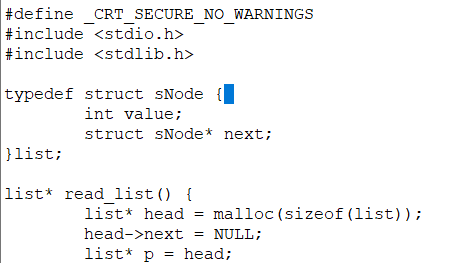 #define _CRT_SECURE_NO_WARNINGS
#include <stdio.h>
#include <stdlib.h>

typedef struct sNode {
        int value;
        struct sNode* next;
}list;

list* read_list() {
        list* head = malloc(sizeof(list));
        head->next = NULL;
        list* p = head;